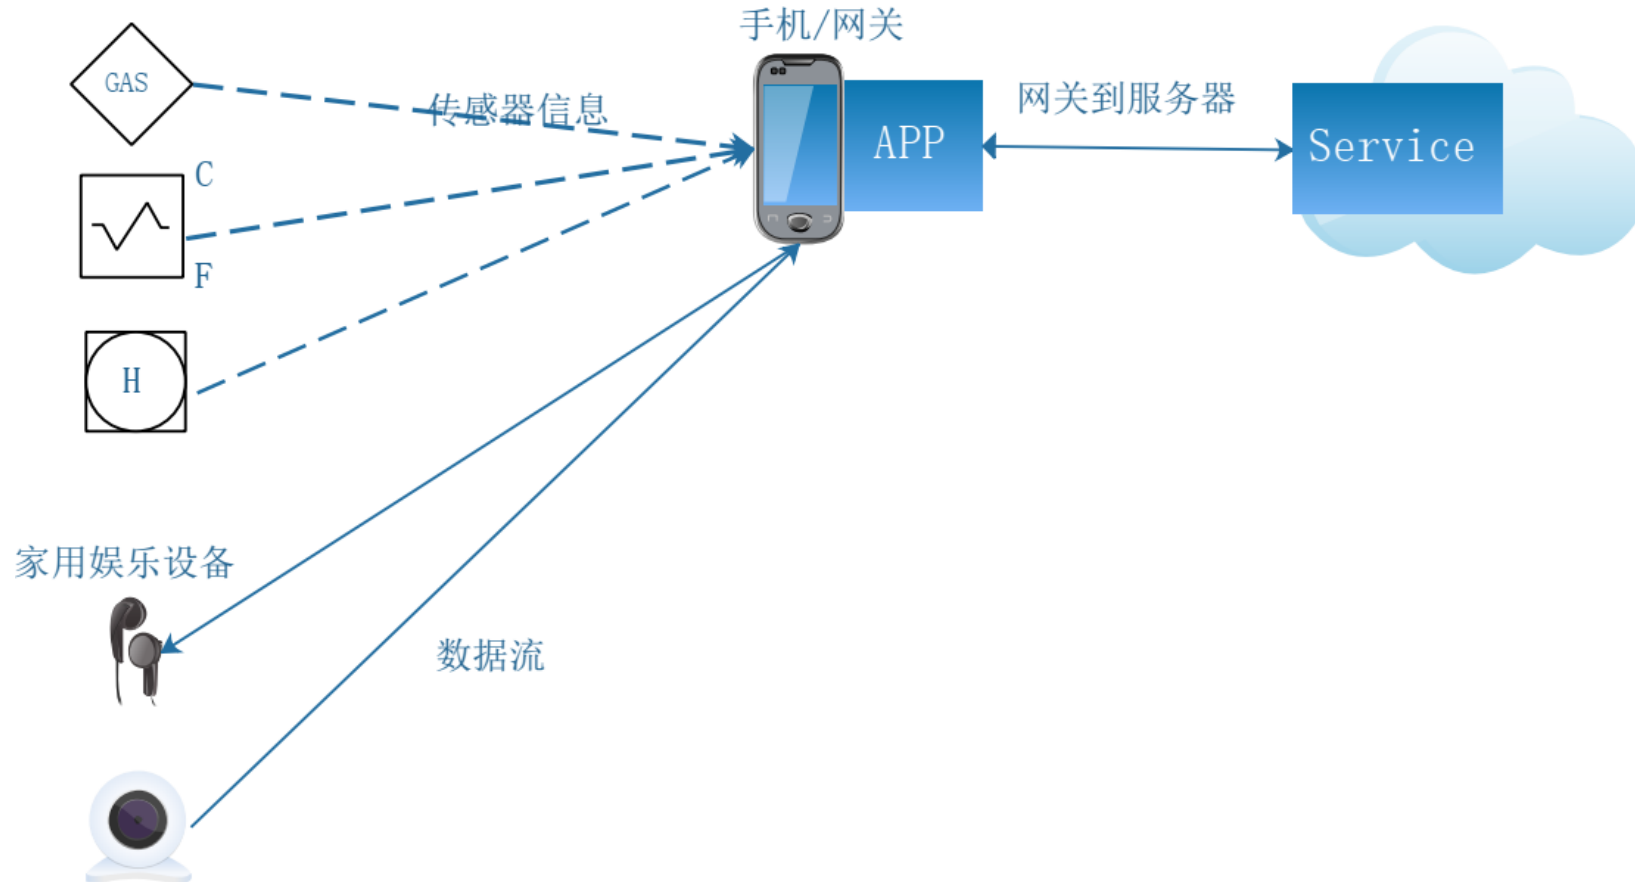 手机/网关
GAS
传感器信息
APP
网关到服务器
Service
C
F
H
家用娱乐设备
数据流